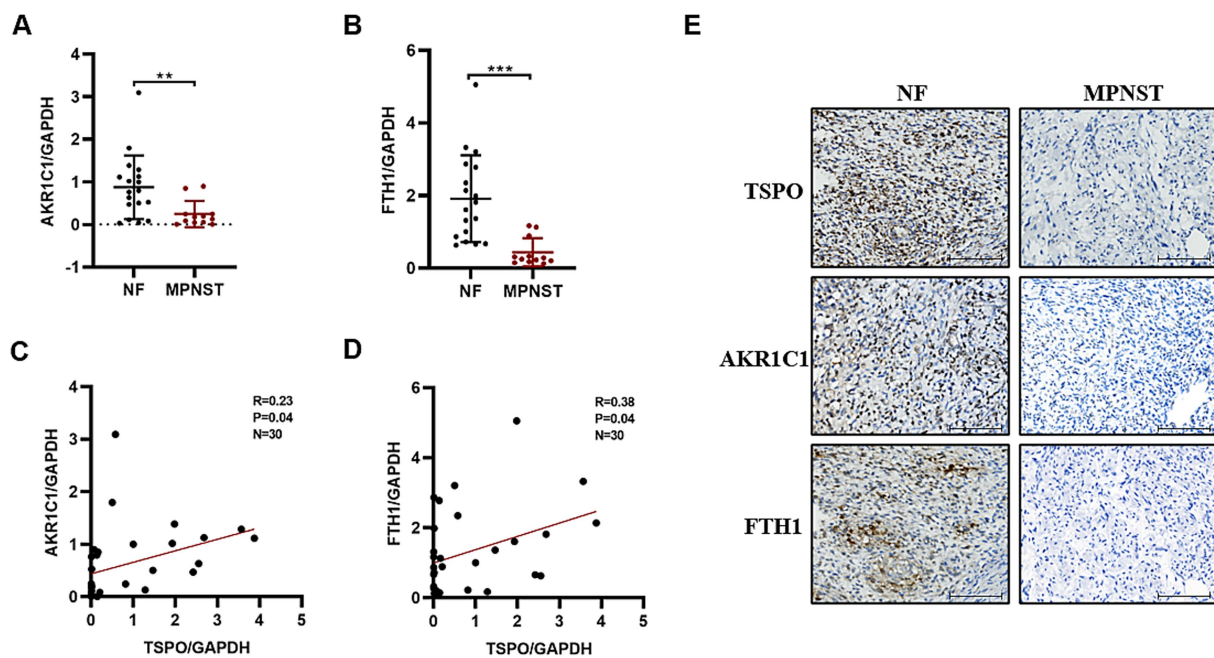 A
4
3
2
1
0
-1
AKR1C1/GAPDH
**
NF
MPNST
B
6
4
2
0
FTH1/GAPDH
***
NF
MPNST
C
4
3
2
1
0
AKR1C1/GAPDH
R=0.23
P=0.04
N=30
0 1 2 3 4 5
TSPO/GAPDH
D
6
4
2
0
FTH1/GAPDH
R=0.38
P=0.04
N=30
0 1 2 3 4 5
TSPO/GAPDH
E
NF
MPNST
TSPO
AKR1C1
FTH1